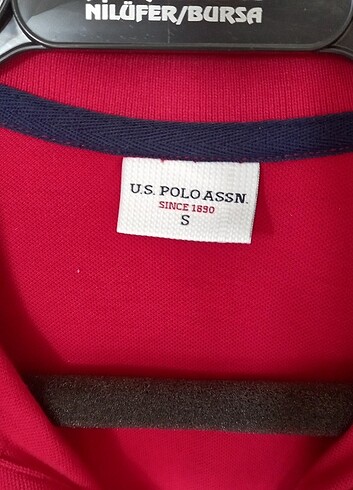 NİLÜFER/BURSA
U.S. POLO ASSN.
SINCE 1890
S